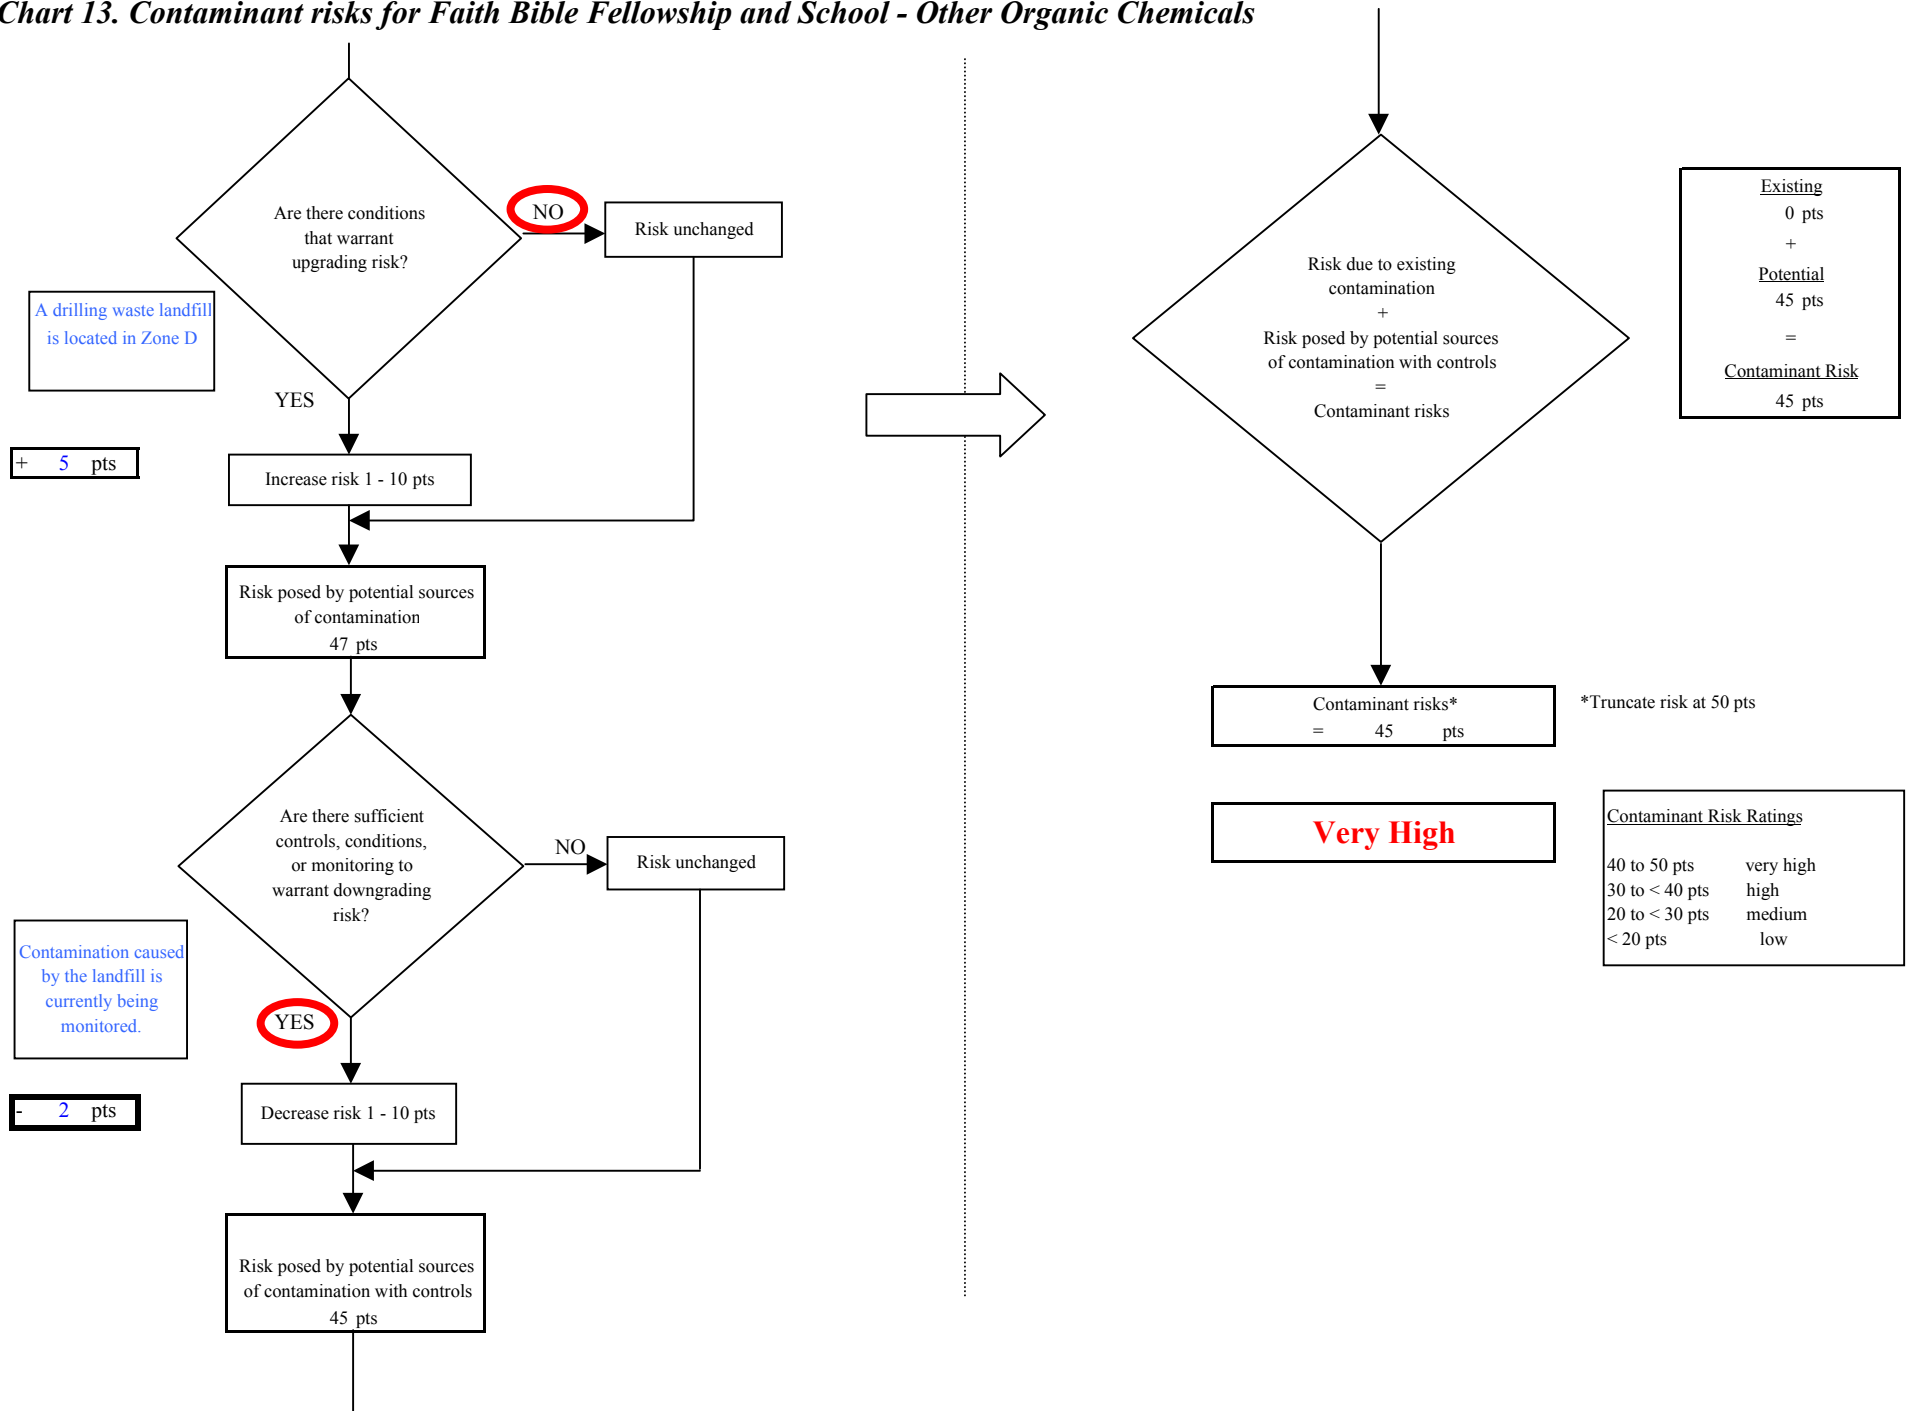 Chart 13. Contaminant risks for Faith Bible Fellowship and School - Other Organic Chemicals
Are there conditions
that warrant
upgrading risk?
NO
Risk unchanged
A drilling waste landfill
is located in Zone D
YES
+ 5 pts
Increase risk 1 - 10 pts
Risk posed by potential sources
of contamination
47 pts
Are there sufficient
controls, conditions,
or monitoring to
warrant downgrading
risk?
NO
Risk unchanged
Contamination caused
by the landfill is
currently being
monitored.
YES
- 2 pts
Decrease risk 1 - 10 pts
Risk posed by potential sources
of contamination with controls
45 pts
Risk due to existing
contamination
+
Risk posed by potential sources
of contamination with controls
=
Contaminant risks
Existing
0 pts
+
Potential
45 pts
=
Contaminant Risk
45 pts
Contaminant risks*
= 45 pts
*Truncate risk at 50 pts
Very High
Contaminant Risk Ratings
40 to 50 pts very high
30 to < 40 pts high
20 to < 30 pts medium
< 20 pts low